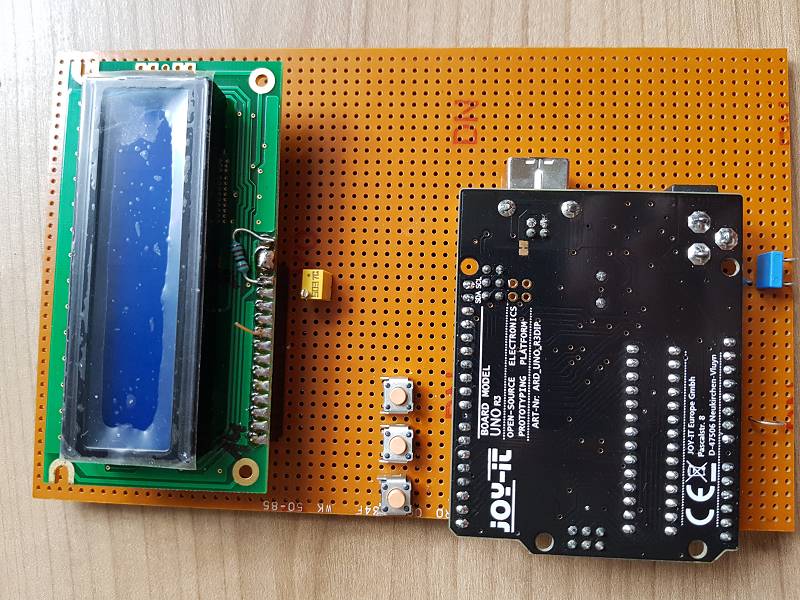 DN
SDA SCL
BOARD MODEL
UNO R3
OPEN-SOURCE ELECTRONICS
PROTOTYPING PLATFORM
ART-Nr: ARD_UNO_R3DIP
JOY-IT
JOY-IT Europe GmbH
Pascalstr. 8
D-47506 Neukirchen-Vluyn
CE
WK 50-85